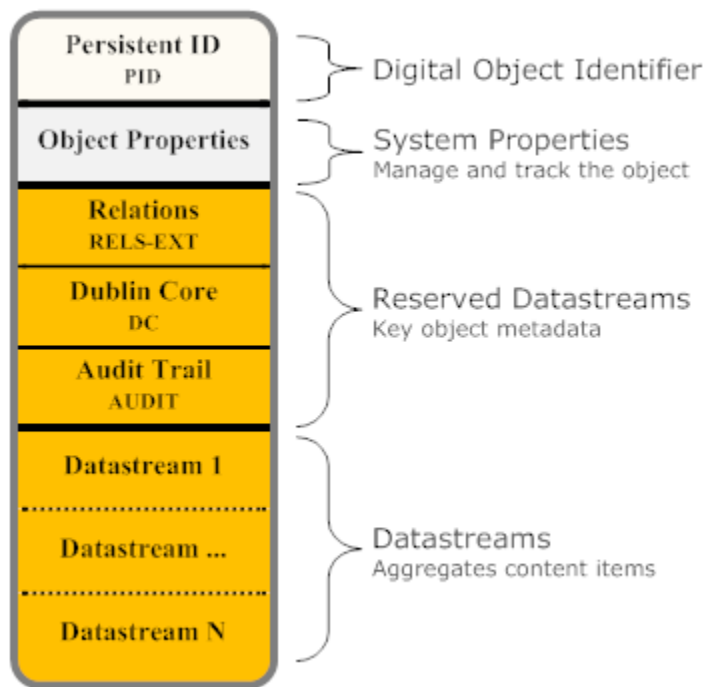 Persistent ID
PID
Digital Object Identifier
Object Properties
System Properties
Manage and track the object
Relations
RELS-EXT
Dublin Core
DC
Audit Trail
AUDIT
Reserved Datastreams
Key object metadata
Datastream 1
Datastream ...
Datastream N
Datastreams
Aggregates content items